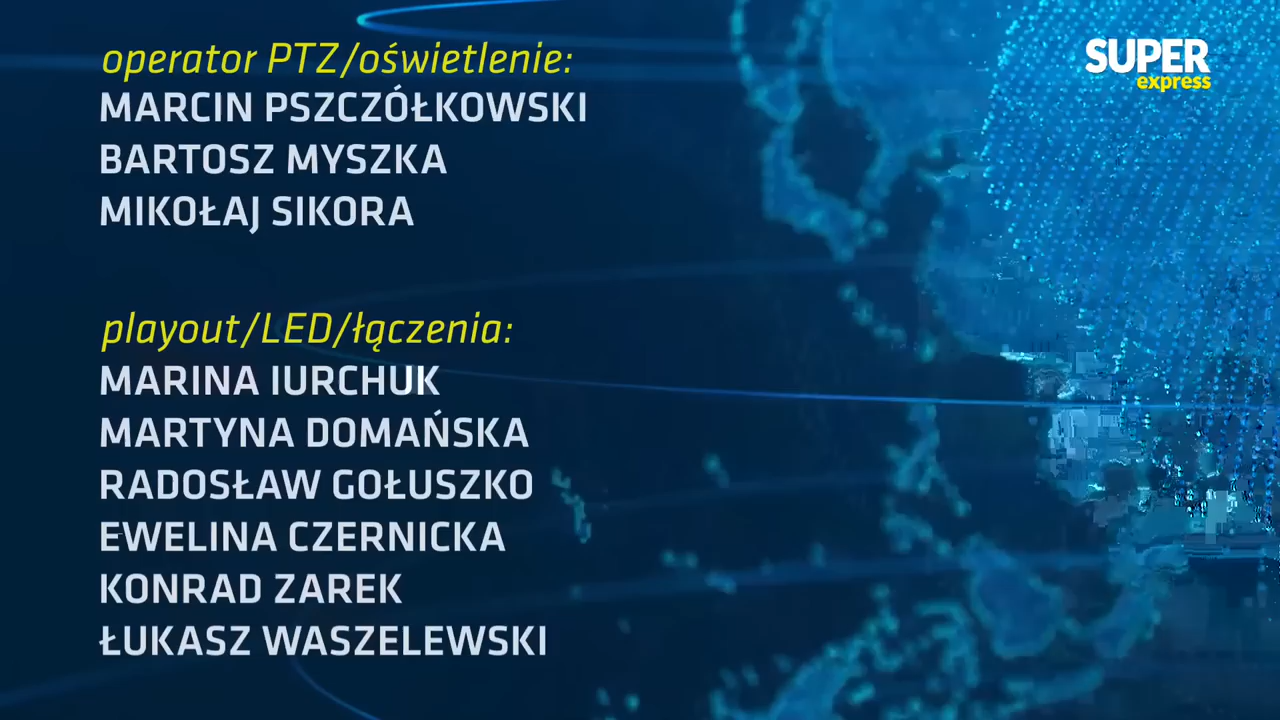 operator PTZ/oświetlenie:
MARCIN PSZCZÓŁKOWSKI
BARTOSZ MYSZKA
MIKOŁAJ SIKORA
playout/LED/łączenia:
MARINA IURCHUK
MARTYNA DOMAŃSKA
RADOSŁAW GOŁUSZKO
EWELINA CZERNICKA
KONRAD ZAREK
ŁUKASZ WASZELEWSKI
SUPER
express